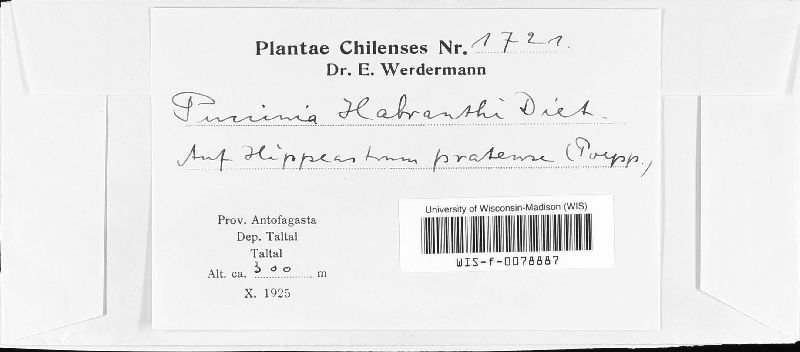 Plantae Chilenses Nr. 1721.
Dr. E. Werdermann
Puccinia Habranthi Diet.
Auf Hippeastrum pratense (Poepp.)
University of Wisconsin-Madison (WIS)
WIS-f-0078887
Prov. Antofagasta
Dep. Taltal
Taltal
Alt. ca. 300 m
X. 1925